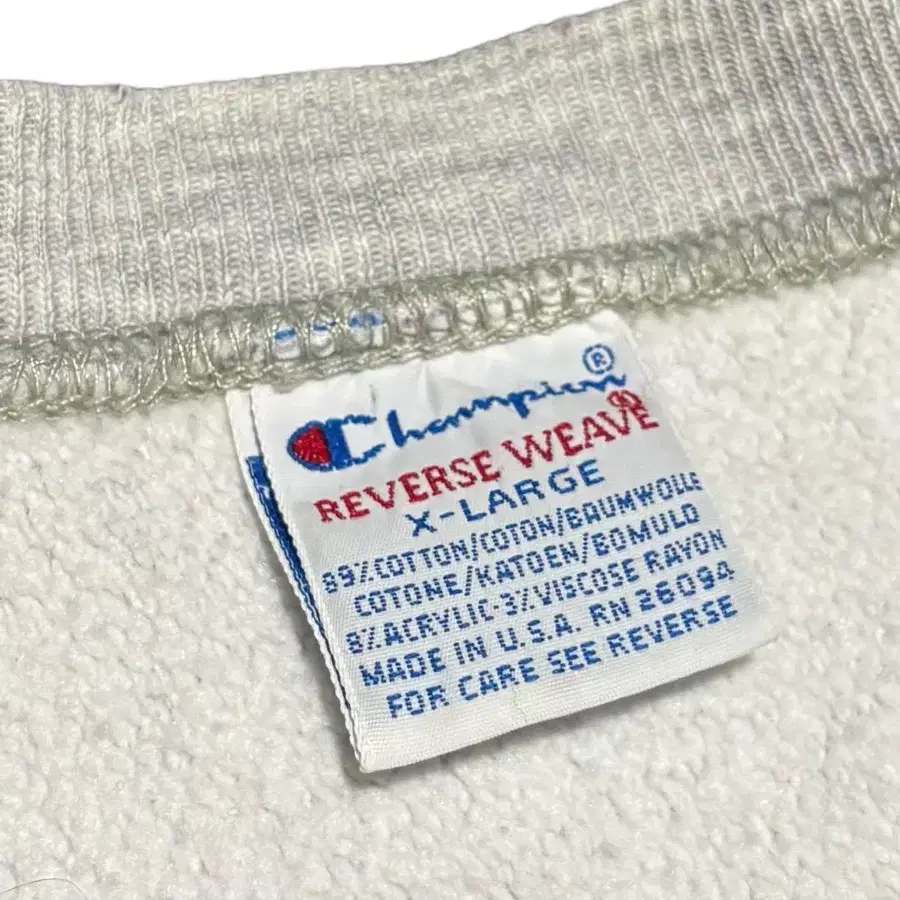 Champion®
REVERSE WEAVE®
X-LARGE
89% COTTON/COTON/BAUMWOLLE
COTONE/KATOEN/BOMULD
8% ACRYLIC-3% VISCOSE RAYON
MADE IN U.S.A. RN 26094
FOR CARE SEE REVERSE